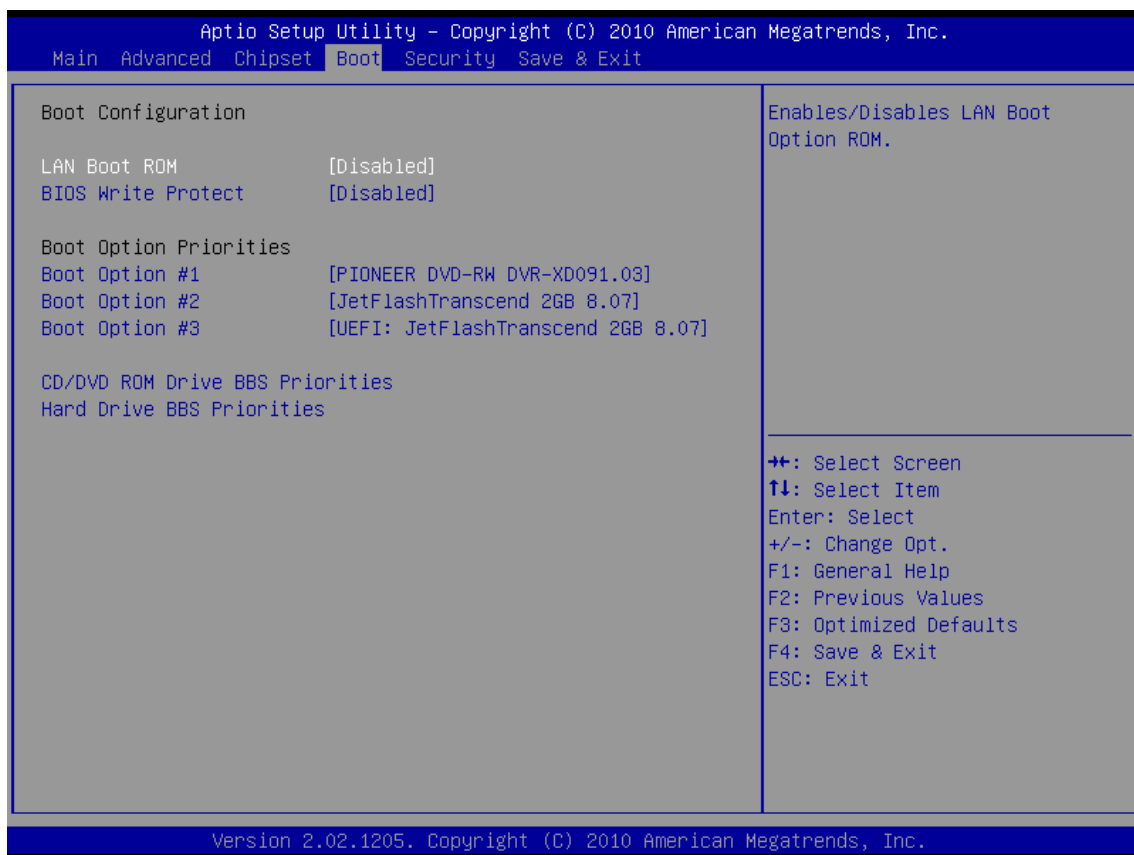 Aptio Setup Utility – Copyright (C) 2010 American Megatrends, Inc.
Main Advanced Chipset Boot Security Save & Exit
Boot Configuration
LAN Boot ROM [Disabled]
BIOS Write Protect [Disabled]
Boot Option Priorities
Boot Option #1 [PIONEER DVD-RW DVR-XD091.03]
Boot Option #2 [JetFlashTranscend 2GB 8.07]
Boot Option #3 [UEFI: JetFlashTranscend 2GB 8.07]
CD/DVD ROM Drive BBS Priorities
Hard Drive BBS Priorities
Enables/Disables LAN Boot
Option ROM.
→←: Select Screen
↑↓: Select Item
Enter: Select
+/-: Change Opt.
F1: General Help
F2: Previous Values
F3: Optimized Defaults
F4: Save & Exit
ESC: Exit
Version 2.02.1205. Copyright (C) 2010 American Megatrends, Inc.